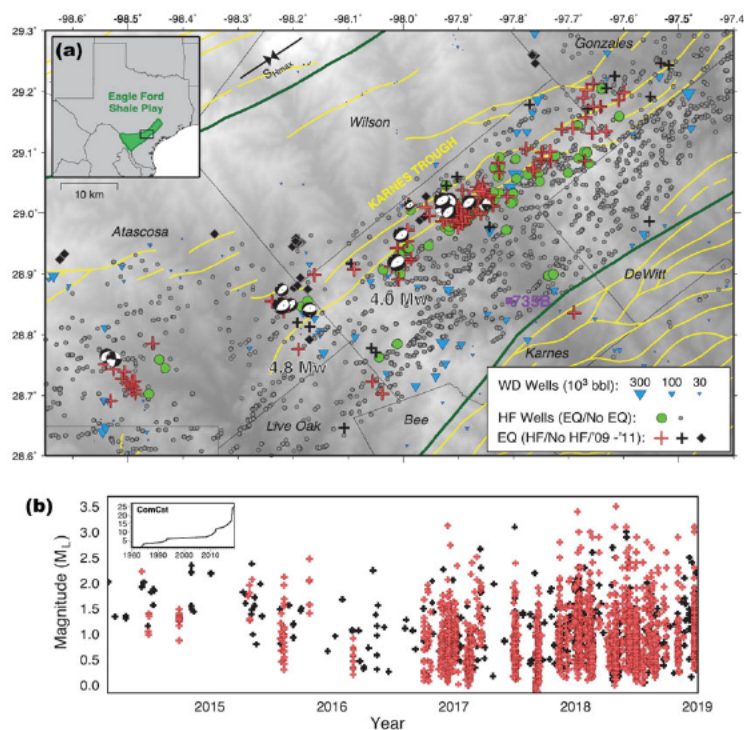 -98.5 -98.4 -98.3 -98.2 -98.1 -98.0 -97.9 -97.8 -97.7 -97.6 -97.5 -97.4
(a)
29.3
29.2
29.1
29.0
28.9
28.8
28.7
28.6
Eagle Ford
Shale Play
10 km
SHmax
Gonzales
Wilson
KARNES TROUGH
Atascosa
DeWitt
4.0 Mw
735B
4.8 Mw
Karnes
Live Oak
Bee
WD Wells (10³ bbl): 300 100 30
HF Wells (EQ/No EQ):
EQ (HF/No HF/'09 -'11):
(b)
ComCat
25
20
15
10
5
1980 1990 2000 2010
Magnitude (ML)
3.5
3.0
2.5
2.0
1.5
1.0
0.5
0.0
2015 2016 2017 2018 2019
Year